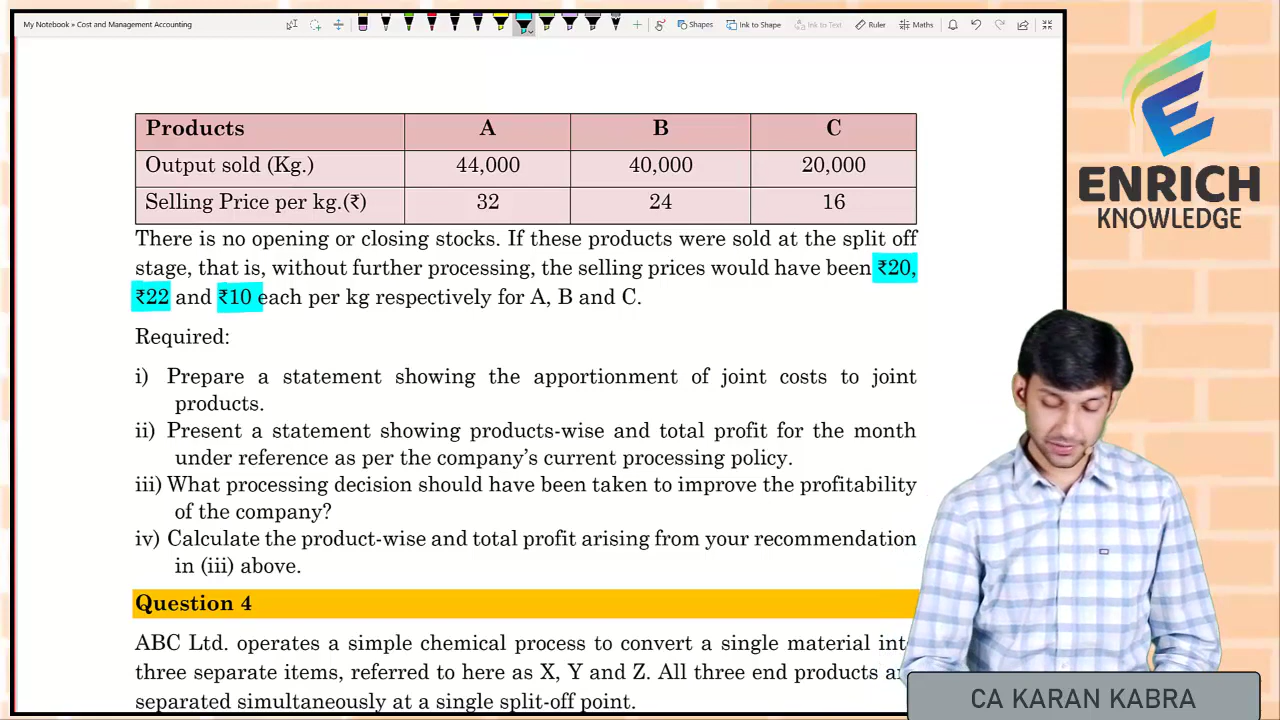 My Notebook > Cost and Management Accounting
Shapes Ink to Shape Ink to Text Ruler Maths
ENRICH
KNOWLEDGE
Products A B C
Output sold (Kg.) 44,000 40,000 20,000
Selling Price per kg.(₹) 32 24 16
There is no opening or closing stocks. If these products were sold at the split off
stage, that is, without further processing, the selling prices would have been ₹20,
₹22 and ₹10 each per kg respectively for A, B and C.
Required:
i) Prepare a statement showing the apportionment of joint costs to joint
products.
ii) Present a statement showing products-wise and total profit for the month
under reference as per the company's current processing policy.
iii) What processing decision should have been taken to improve the profitability
of the company?
iv) Calculate the product-wise and total profit arising from your recommendation
in (iii) above.
Question 4
ABC Ltd. operates a simple chemical process to convert a single material
three separate items, referred to here as X, Y and Z. All three end products
separated simultaneously at a single split-off point.
CA KARAN KABRA